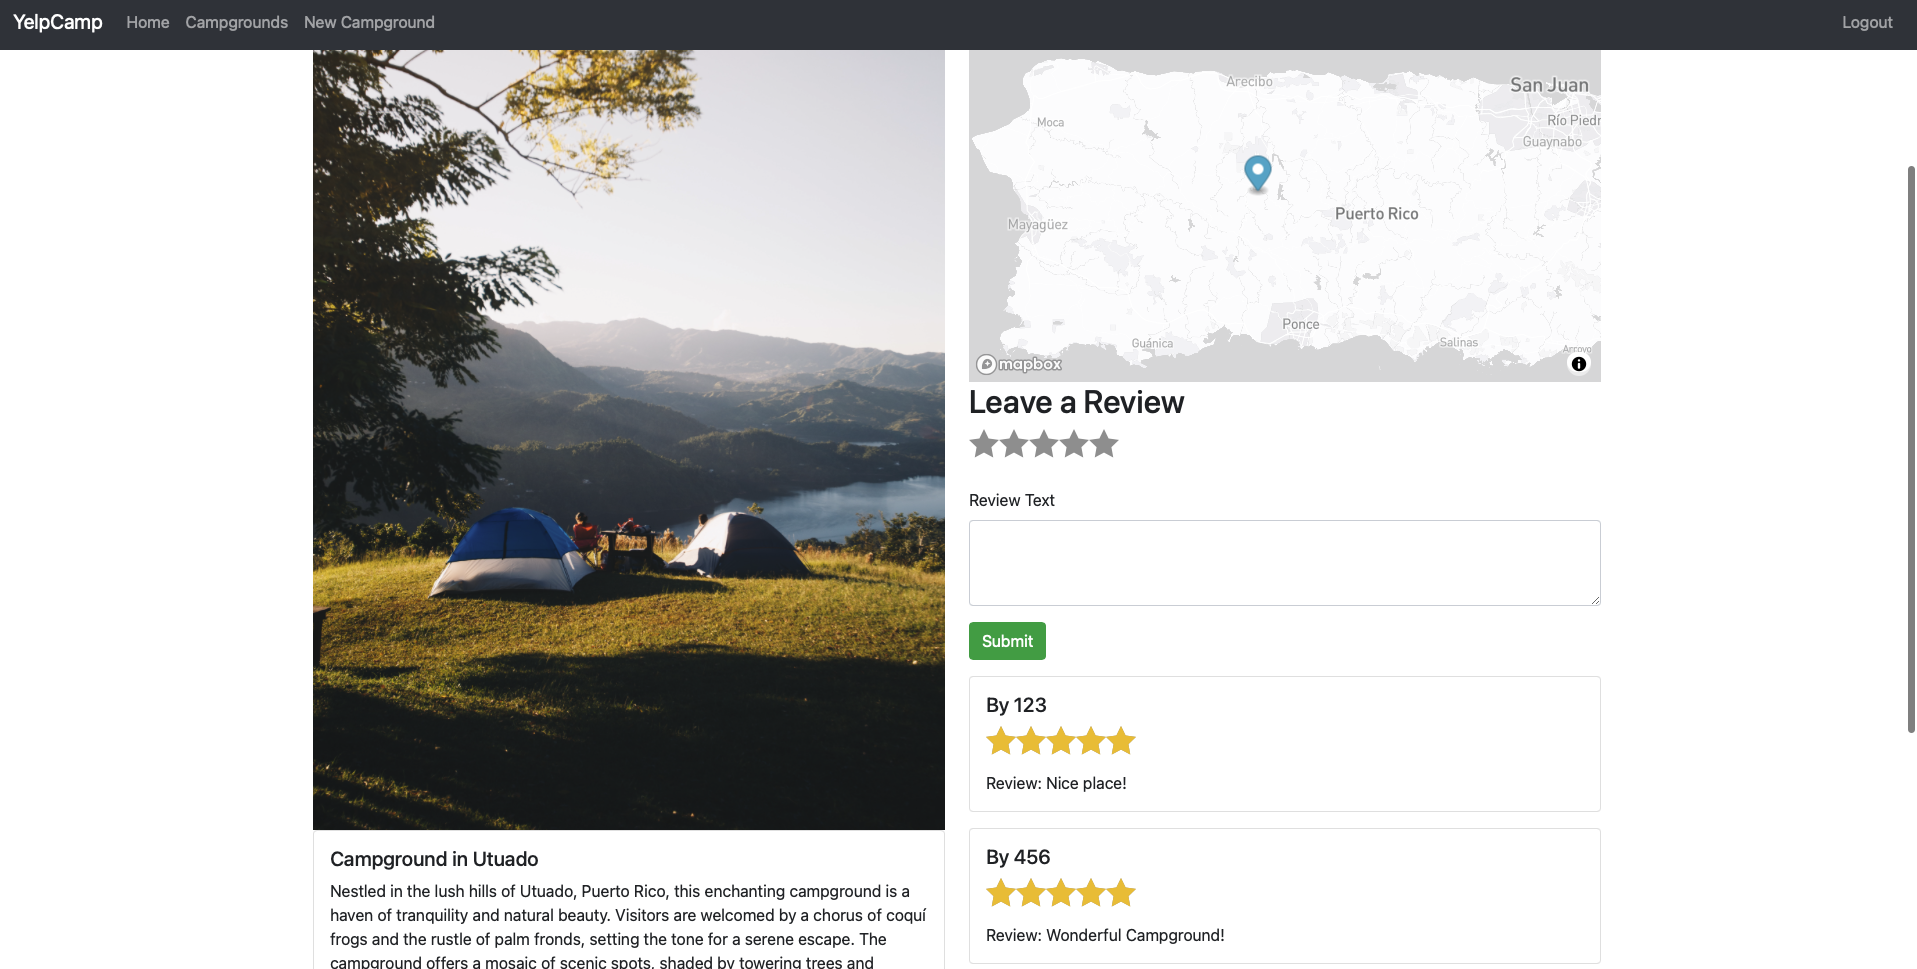 YelpCamp Home Campgrounds New Campground Logout
Arecibo
San Juan
Moca
Río Piedr
Guaynabo
Mayagüez
Puerto Rico
Ponce
Guánica
Salinas
Arroyo
mapbox
Leave a Review
Review Text
Submit
By 123
Review: Nice place!
By 456
Review: Wonderful Campground!
Campground in Utuado
Nestled in the lush hills of Utuado, Puerto Rico, this enchanting campground is a
haven of tranquility and natural beauty. Visitors are welcomed by a chorus of coquí
frogs and the rustle of palm fronds, setting the tone for a serene escape. The
campground offers a mosaic of scenic spots, shaded by towering trees and